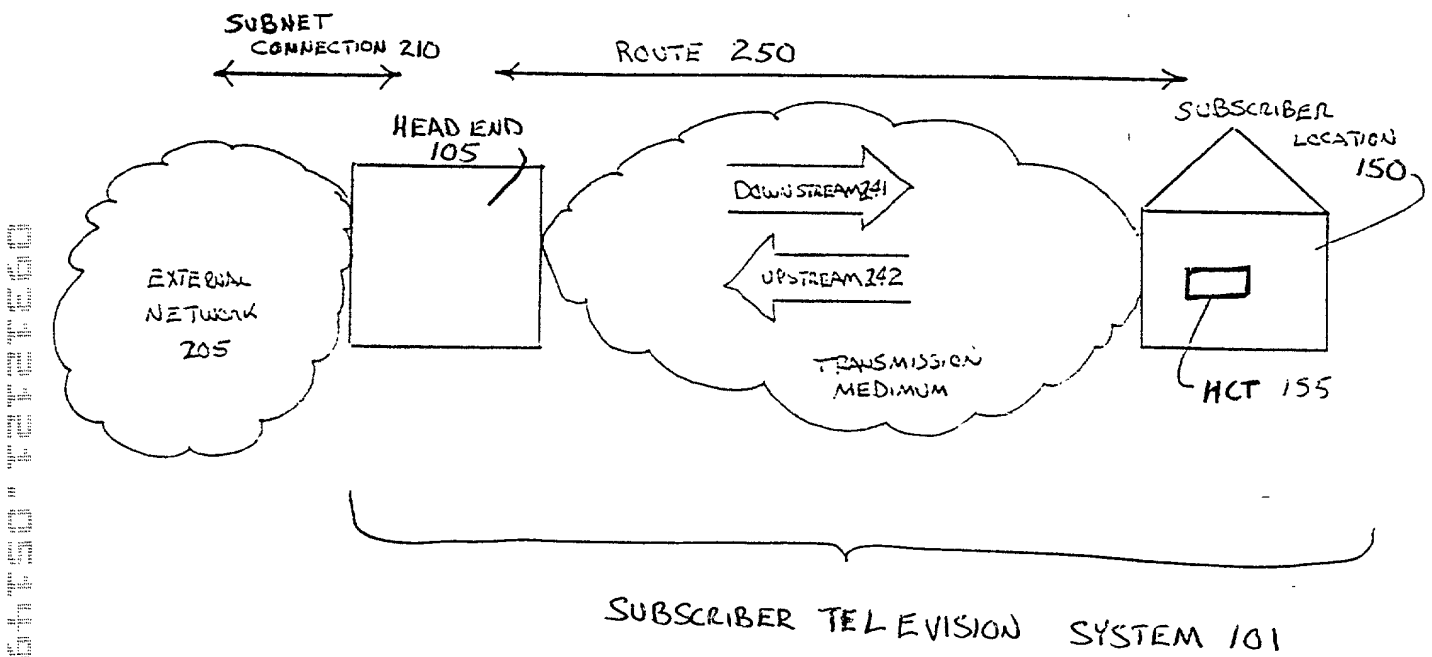 SUBNET
CONNECTION 210
ROUTE 250
HEAD END
105
SUBSCRIBER
LOCATION
150
DOWNSTREAM 241
UPSTREAM 242
EXTERNAL
NETWORK
205
TRANSMISSION
MEDIMUM
HCT 155
SUBSCRIBER TELEVISION SYSTEM 101